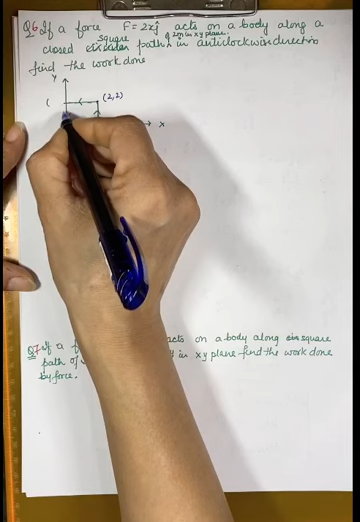 Q6 If a force F = 2xĵ acts on a body along a
closed square path of 2m in xy plane in anticlockwise direction
find the work done
Y
( (2,2)
x
Q7 If a f acts on a body along square
path of in xy plane find the work done
by force.